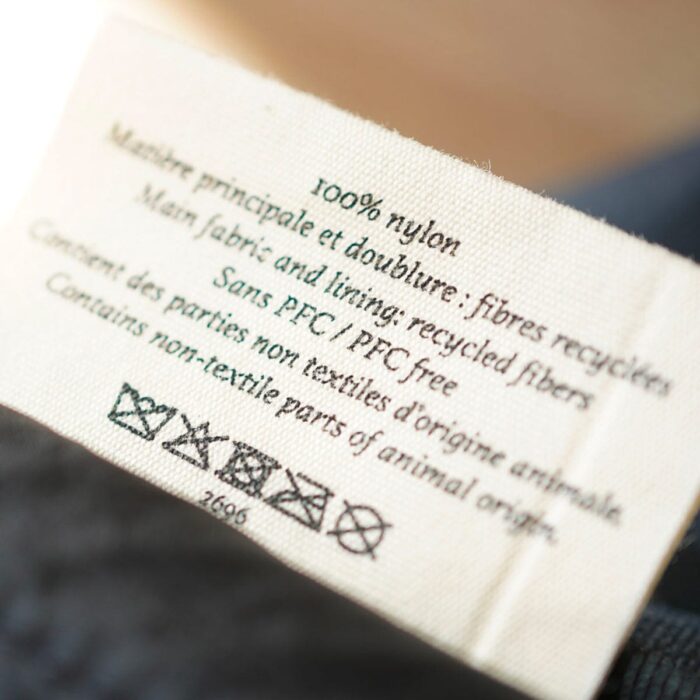 100% nylon
Matière principale et doublure : fibres recyclées
Main fabric and lining: recycled fibers
Sans PFC / PFC free
Contient des parties non textiles d'origine animale.
Contains non-textile parts of animal origin.
2696